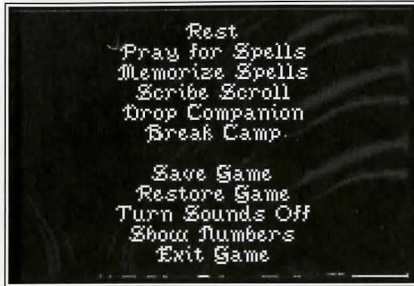 Rest
Pray for Spells
Memorize Spells
Scribe Scroll
Drop Companion
Break Camp
Save Game
Restore Game
Turn Sounds Off
Show Numbers
Exit Game